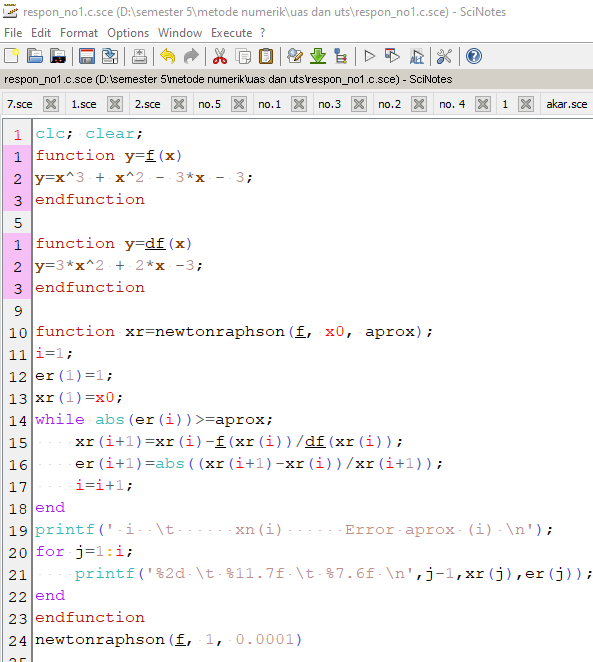 respon_no1.c.sce (D:\semester 5\metode numerik\uas dan uts\respon_no1.c.sce) - SciNotes
File Edit Format Options Window Execute ?
respon_no1.c.sce (D:\semester 5\metode numerik\uas dan uts\respon_no1.c.sce) - SciNotes
7.sce 1.sce 2.sce no.5 no.1 no.3 no.2 no. 4 1 akar.sce
1 clc; clear;
1 function y=f(x)
2 y=x^3 + x^2 - 3*x - 3;
3 endfunction
5
1 function y=df(x)
2 y=3*x^2 + 2*x -3;
3 endfunction
9
10 function xr=newtonraphson(f, x0, aprox);
11 i=1;
12 er(1)=1;
13 xr(1)=x0;
14 while abs(er(i))>=aprox;
15     xr(i+1)=xr(i)-f(xr(i))/df(xr(i));
16     er(i+1)=abs((xr(i+1)-xr(i))/xr(i+1));
17     i=i+1;
18 end
19 printf(' i  \t      xn(i)      Error aprox (i) \n');
20 for j=1:i;
21     printf('%2d \t %11.7f \t %7.6f \n',j-1,xr(j),er(j));
22 end
23 endfunction
24 newtonraphson(f, 1, 0.0001)